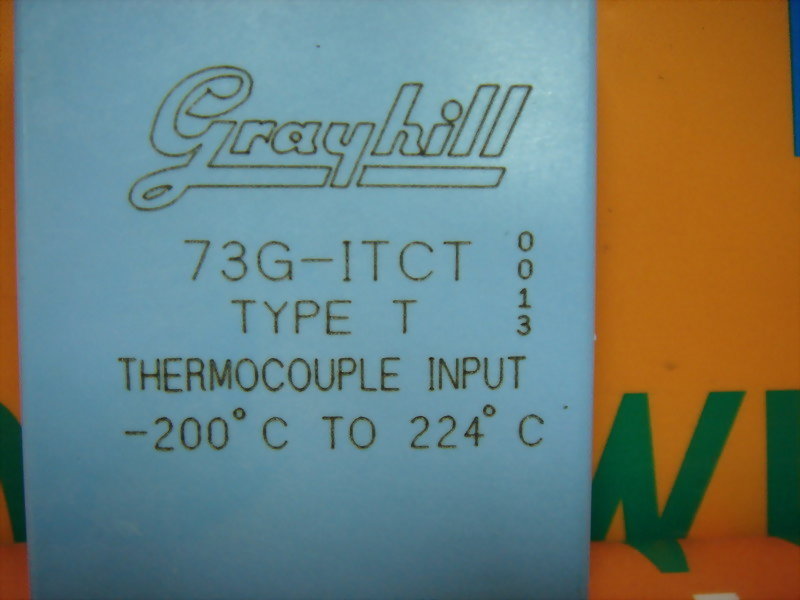 Grayhill
73G-ITCT
0013
TYPE T
THERMOCOUPLE INPUT
-200°C TO 224°C
W